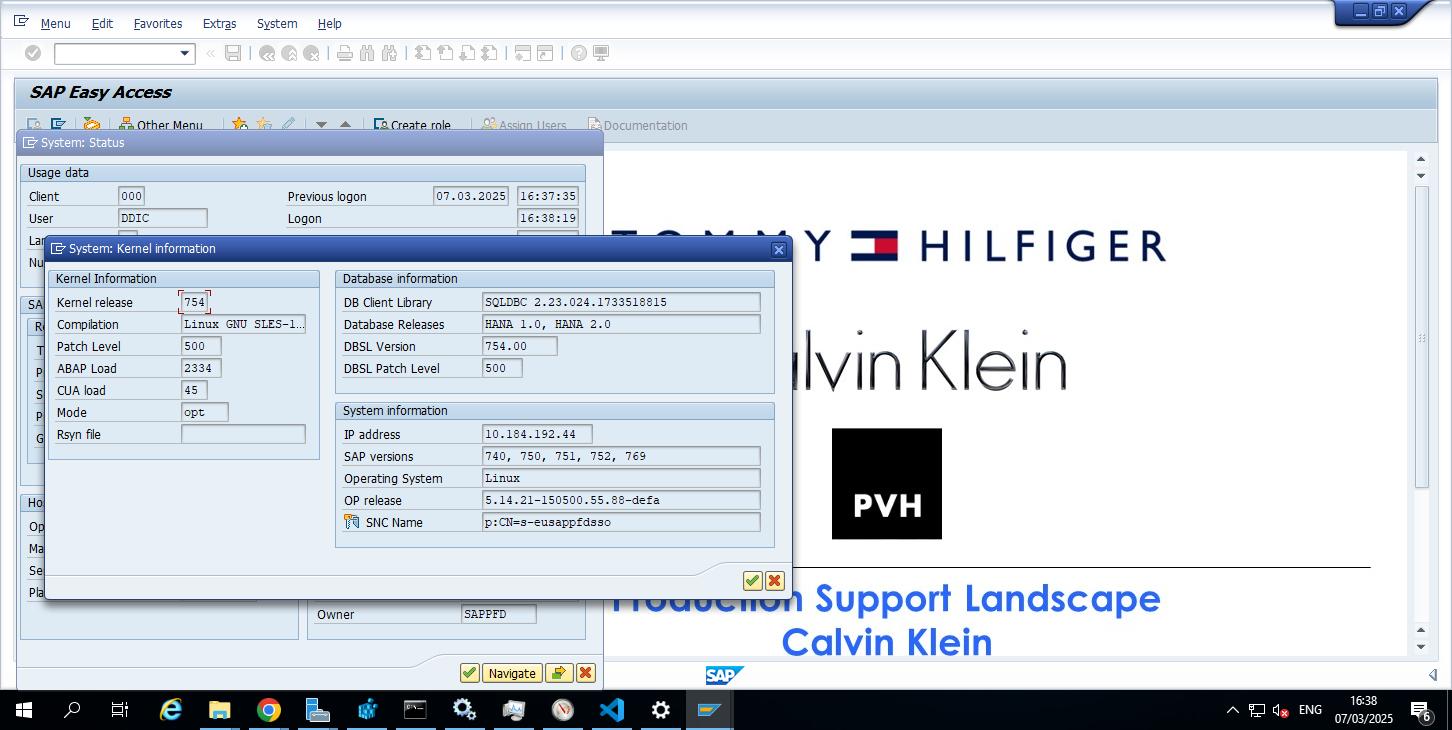 Menu Edit Favorites Extras System Help
SAP Easy Access
Other Menu Create role Assign Users Documentation
System: Status
Usage data
Client 000 Previous logon 07.03.2025 16:37:35
User DDIC Logon 16:38:19
System: Kernel information
Kernel Information
Kernel release 754
Compilation Linux GNU SLES-1...
Patch Level 500
ABAP Load 2334
CUA load 45
Mode opt
Rsyn file
Database information
DB Client Library SQLDBC 2.23.024.1733518815
Database Releases HANA 1.0, HANA 2.0
DBSL Version 754.00
DBSL Patch Level 500
System information
IP address 10.184.192.44
SAP versions 740, 750, 751, 752, 769
Operating System Linux
OP release 5.14.21-150500.55.88-defa
SNC Name p:CN=s-eusappfdsso
Owner SAPPFD
Navigate
TOMMY HILFIGER
Calvin Klein
PVH
Production Support Landscape
Calvin Klein
SAP
ENG
16:38
07/03/2025
6